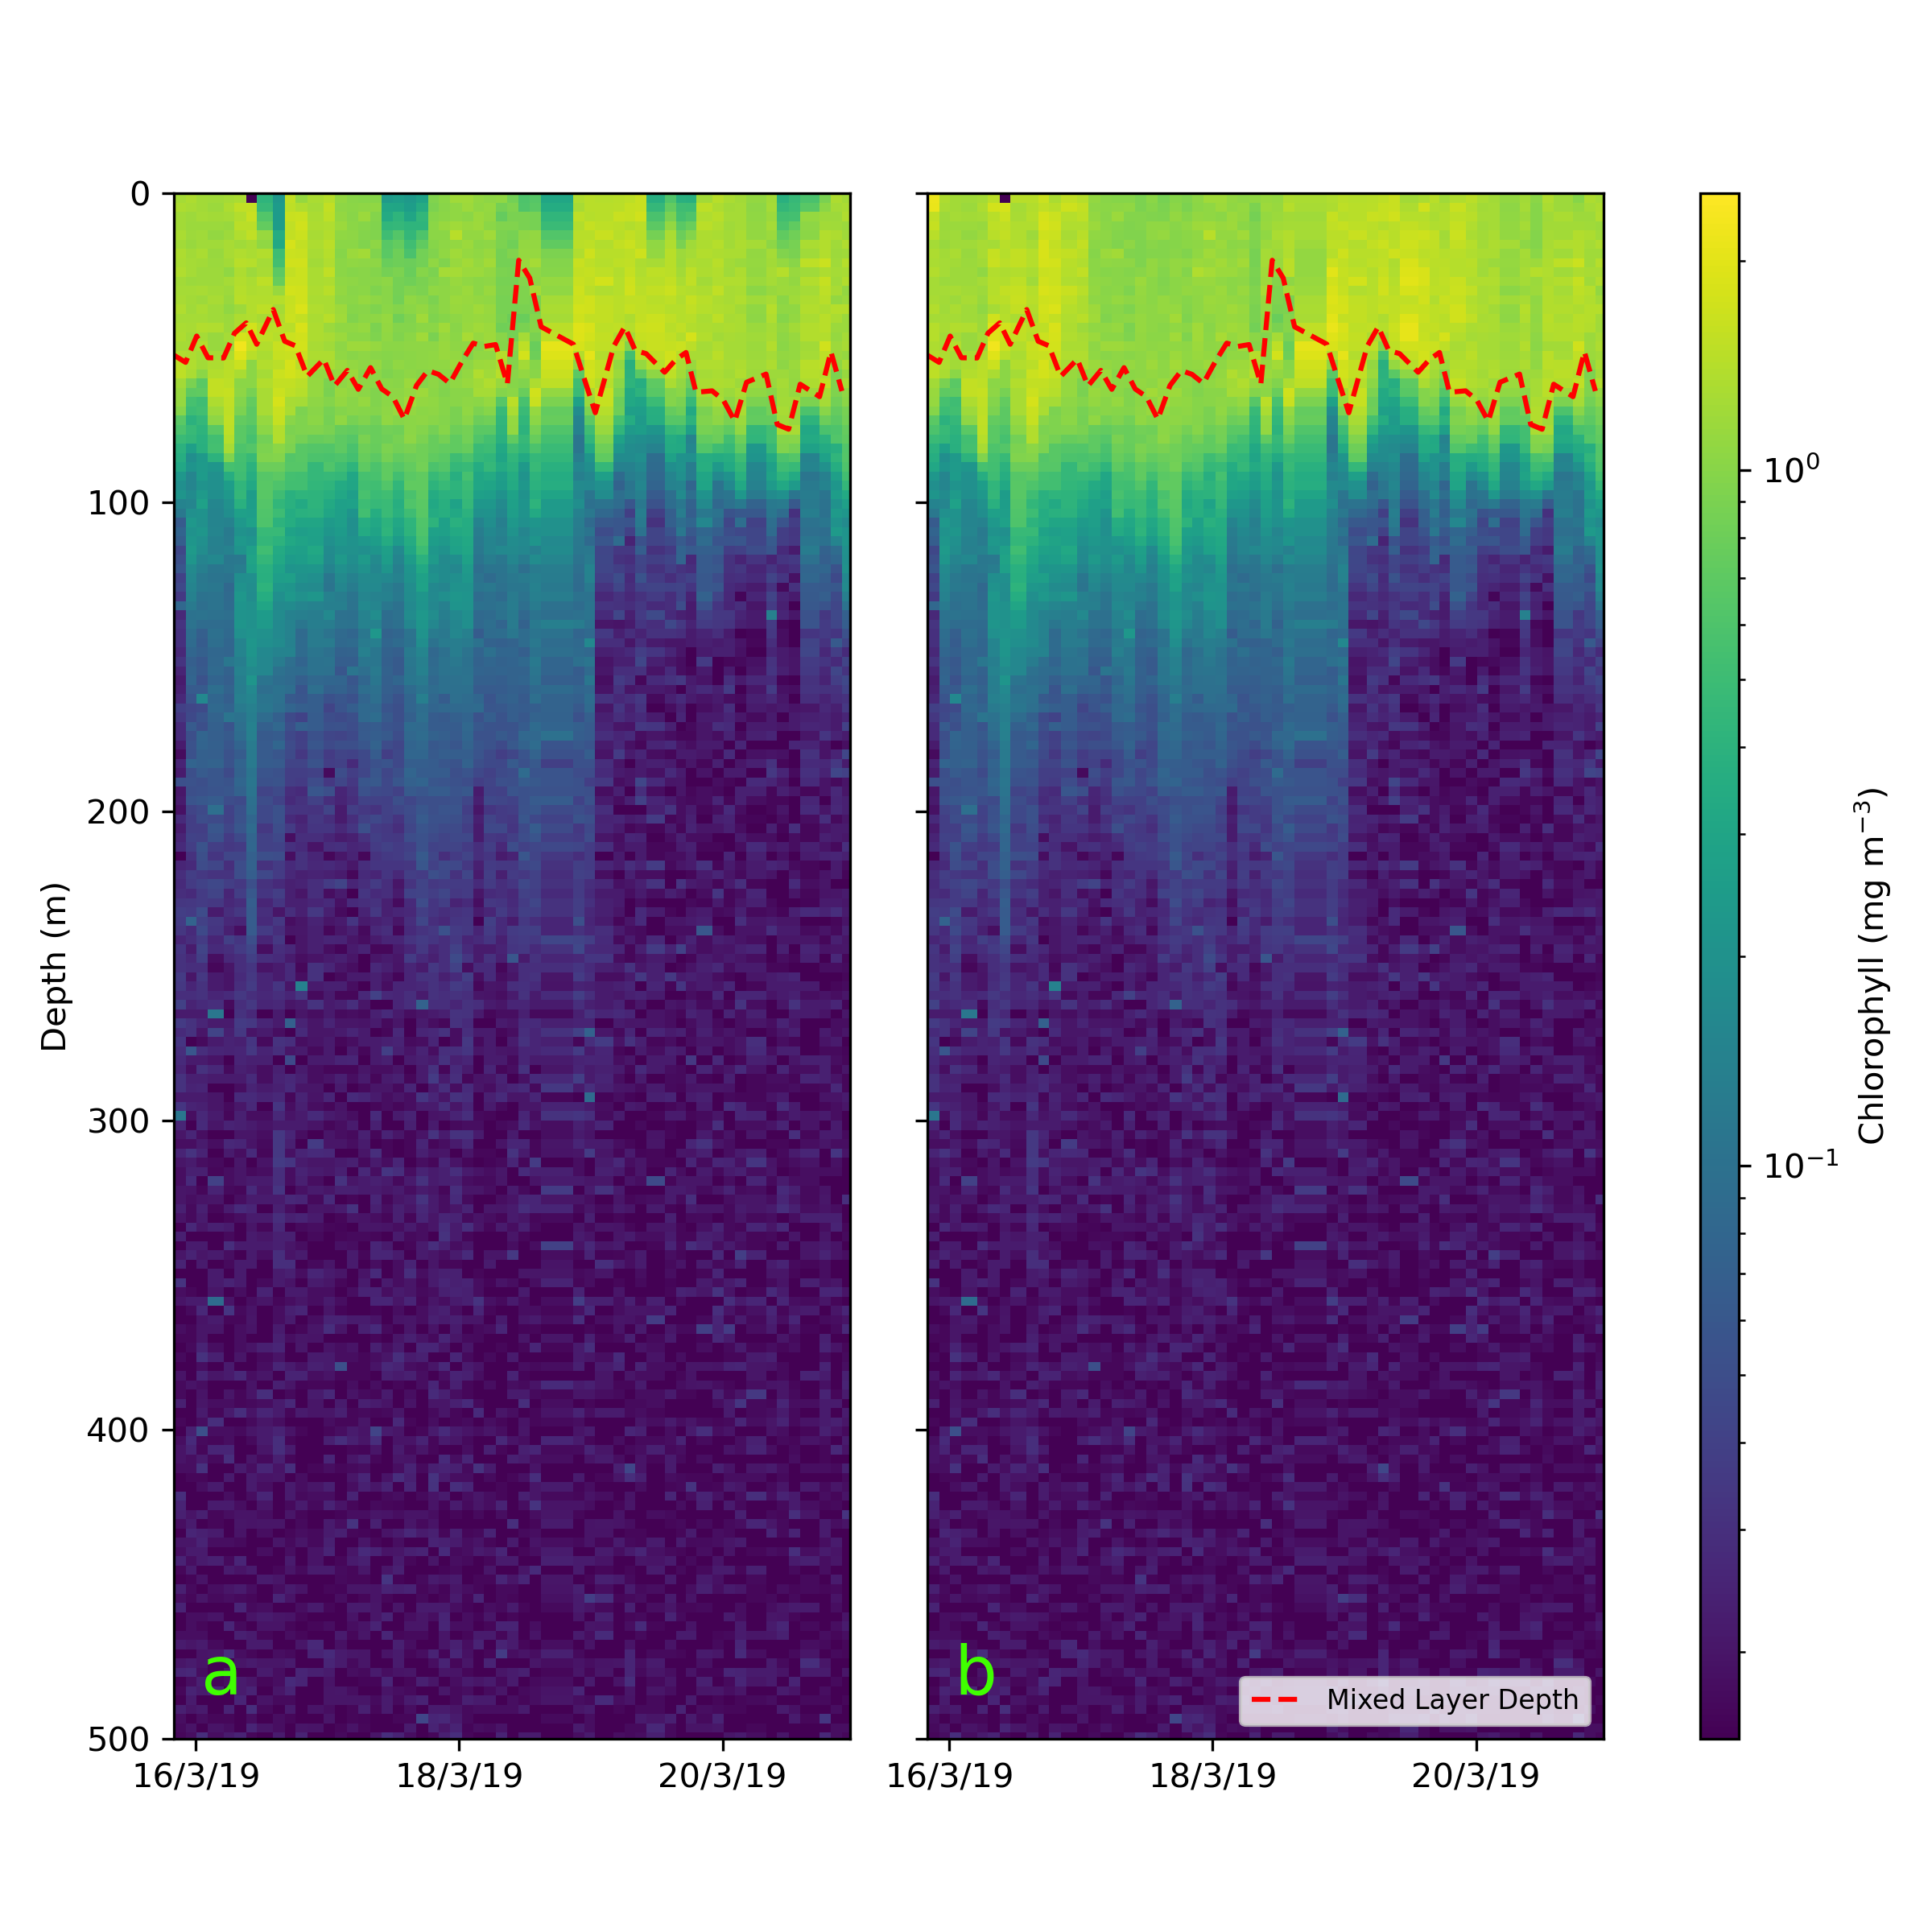 0
100
200
300
400
500
Depth (m)
a
16/3/19
18/3/19
20/3/19
b
Mixed Layer Depth
16/3/19
18/3/19
20/3/19
10⁰
10⁻¹
Chlorophyll (mg m⁻³)